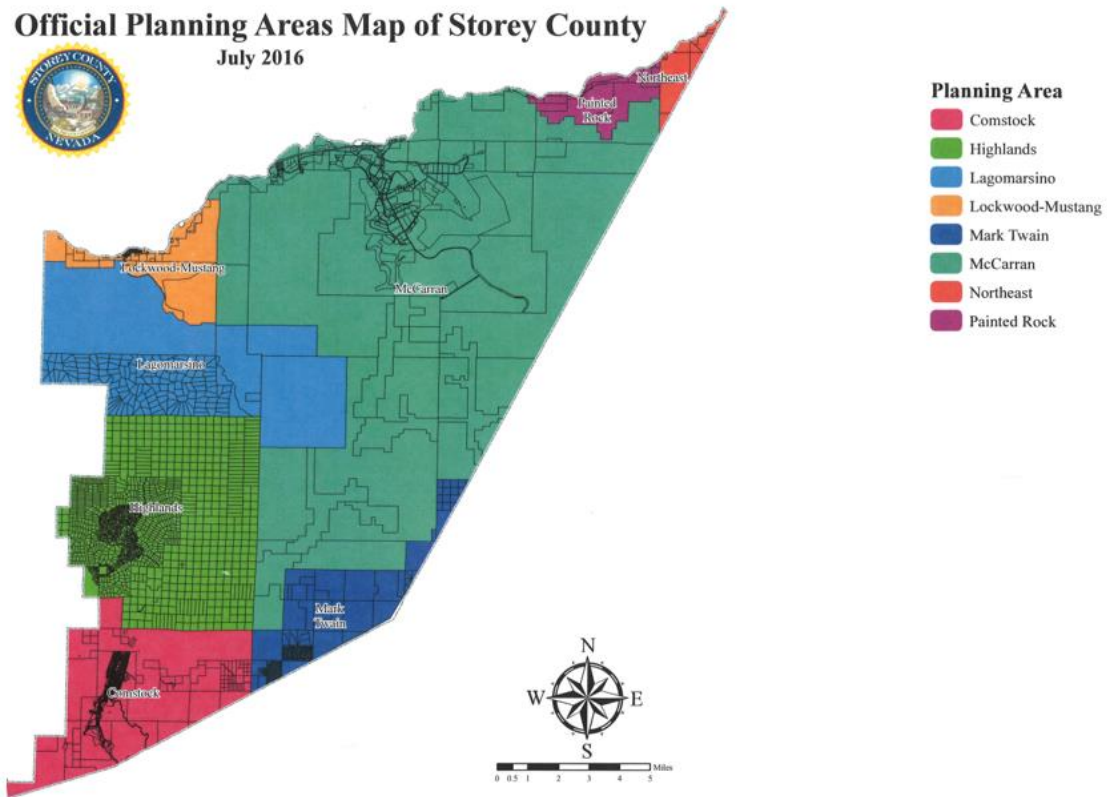 Official Planning Areas Map of Storey County
July 2016
STOREY COUNTY
NEVADA
Northeast
Painted
Rock
Lockwood-Mustang
McCarran
Lagomarsino
Highlands
Mark
Twain
Comstock
Planning Area
Comstock
Highlands
Lagomarsino
Lockwood-Mustang
Mark Twain
McCarran
Northeast
Painted Rock
N
W E
S
Miles
0 0.5 1 2 3 4 5